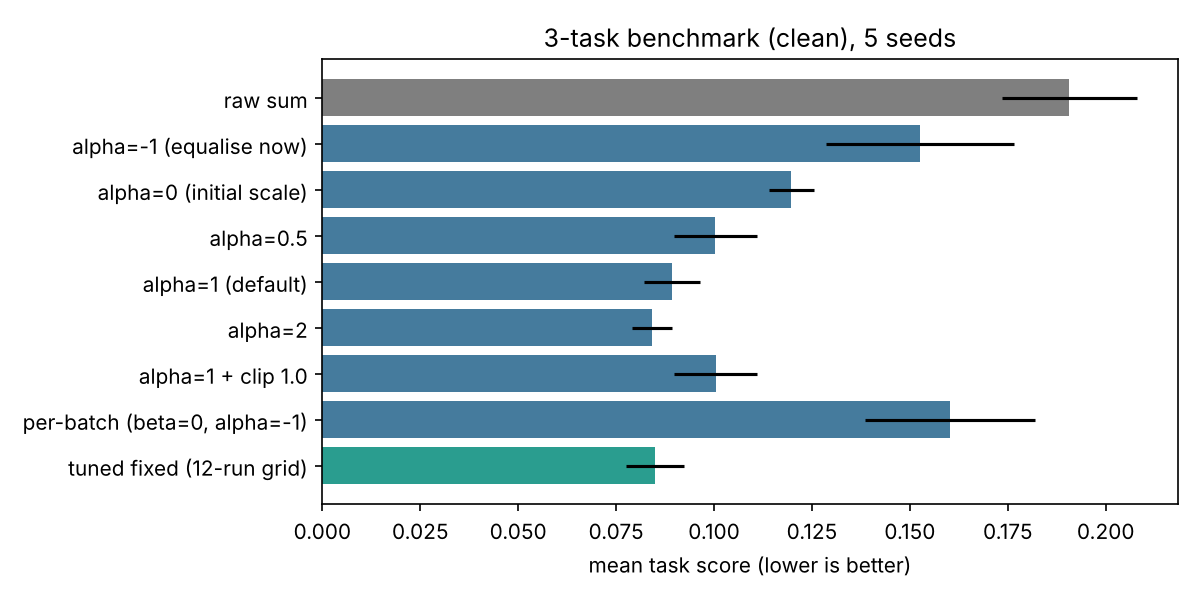 3-task benchmark (clean), 5 seeds
raw sum
alpha=-1 (equalise now)
alpha=0 (initial scale)
alpha=0.5
alpha=1 (default)
alpha=2
alpha=1 + clip 1.0
per-batch (beta=0, alpha=-1)
tuned fixed (12-run grid)
0.000 0.025 0.050 0.075 0.100 0.125 0.150 0.175 0.200
mean task score (lower is better)